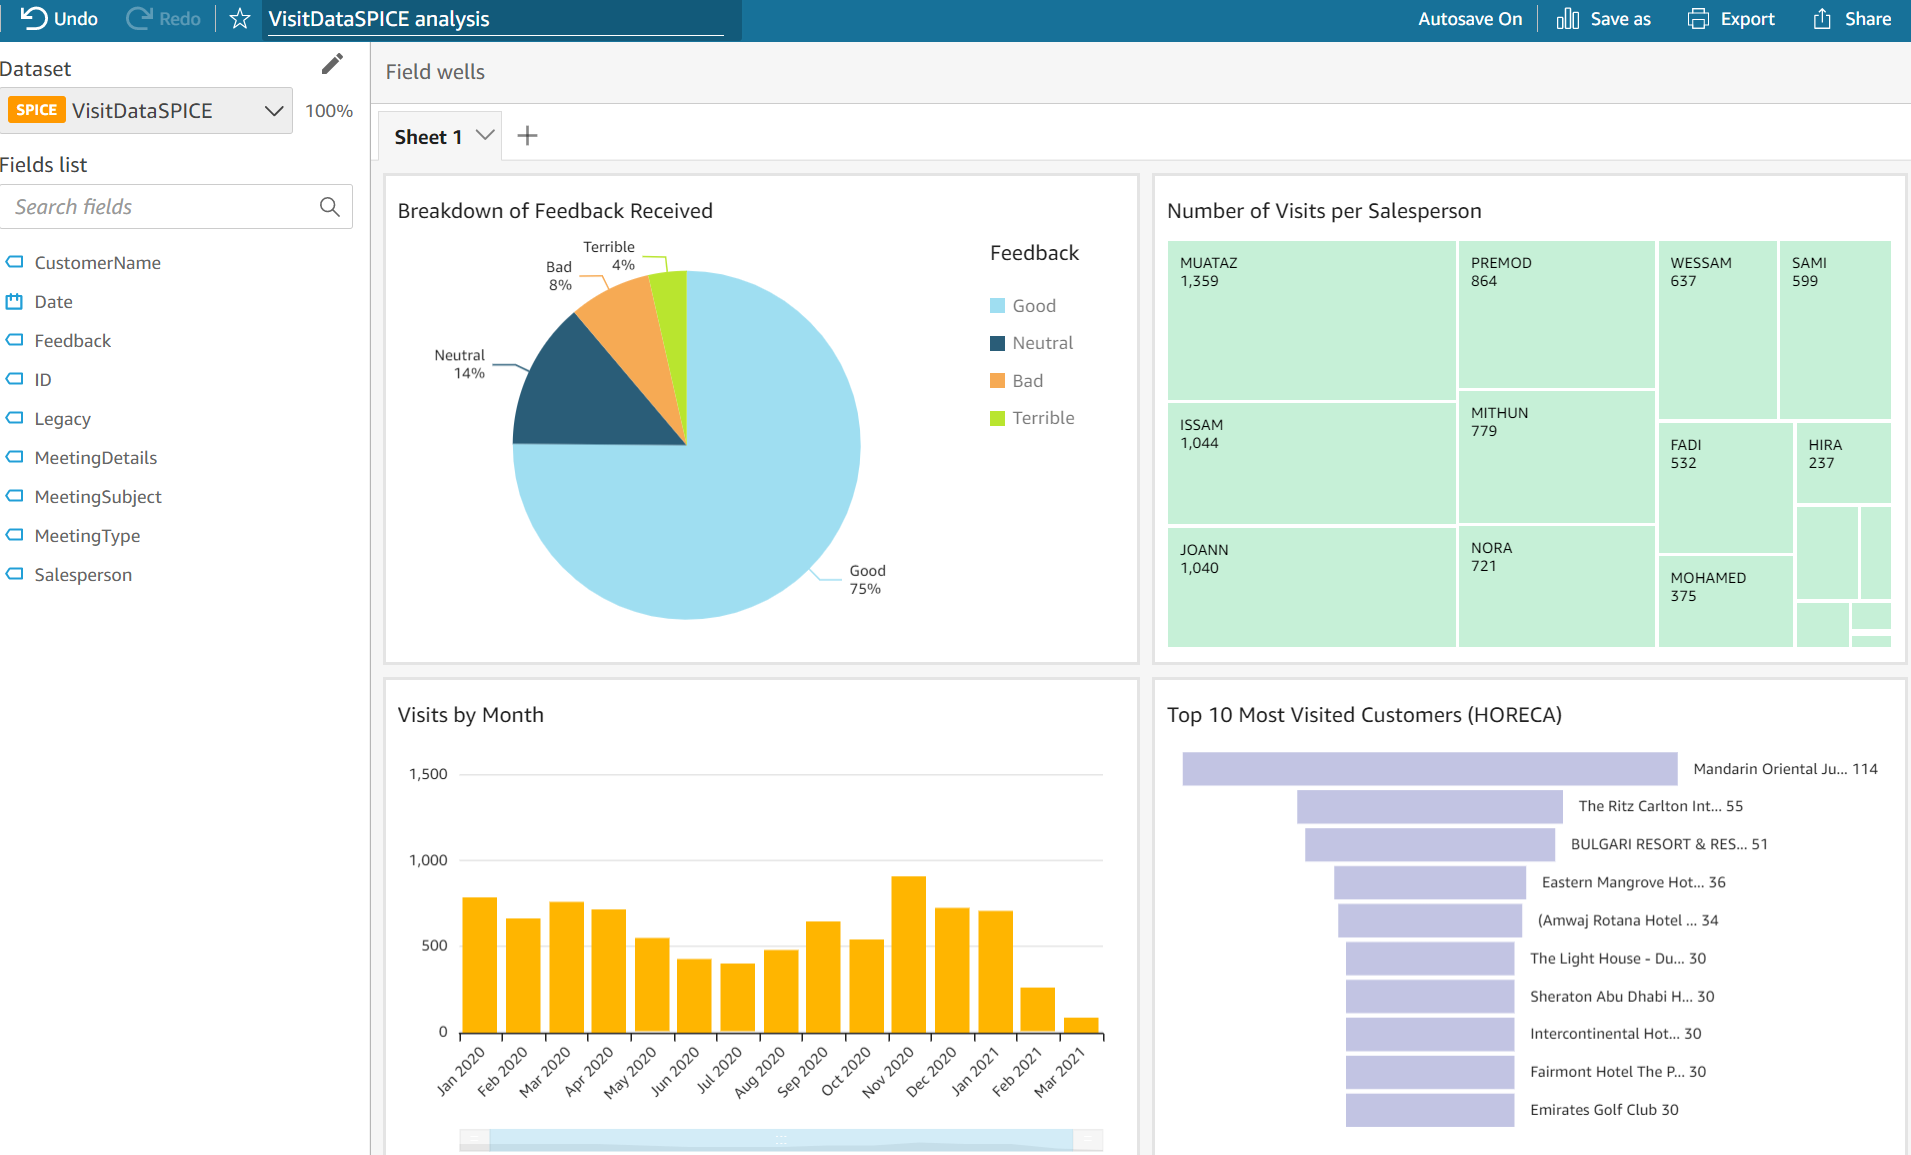 Undo
Redo
VisitDataSPICE analysis
Autosave On
Save as
Export
Share
Dataset
SPICE VisitDataSPICE
100%
Fields list
Search fields
CustomerName
Date
Feedback
ID
Legacy
MeetingDetails
MeetingSubject
MeetingType
Salesperson
Field wells
Sheet 1
Breakdown of Feedback Received
Terrible
4%
Bad
8%
Neutral
14%
Good
75%
Feedback
Good
Neutral
Bad
Terrible
Number of Visits per Salesperson
MUATAZ
1,359
ISSAM
1,044
JOANN
1,040
PREMOD
864
MITHUN
779
NORA
721
WESSAM
637
SAMI
599
FADI
532
HIRA
237
MOHAMED
375
Visits by Month
1,500
1,000
500
0
Jan 2020
Feb 2020
Mar 2020
Apr 2020
May 2020
Jun 2020
Jul 2020
Aug 2020
Sep 2020
Oct 2020
Nov 2020
Dec 2020
Jan 2021
Feb 2021
Mar 2021
Top 10 Most Visited Customers (HORECA)
Mandarin Oriental Ju... 114
The Ritz Carlton Int... 55
BULGARI RESORT & RES... 51
Eastern Mangrove Hot... 36
(Amwaj Rotana Hotel ... 34
The Light House - Du... 30
Sheraton Abu Dhabi H... 30
Intercontinental Hot... 30
Fairmont Hotel The P... 30
Emirates Golf Club 30